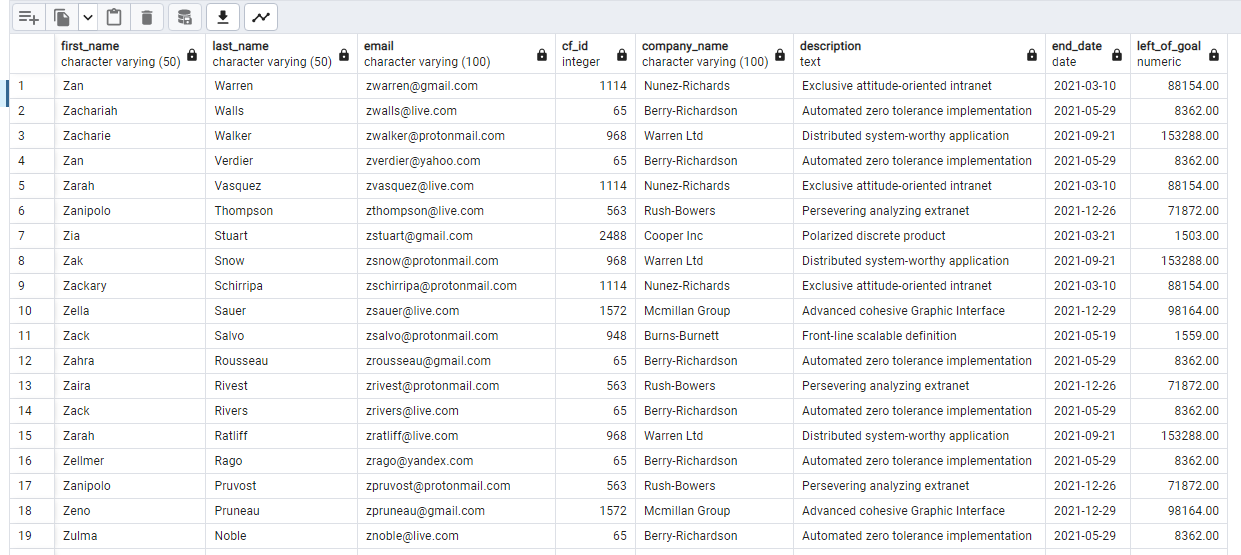 first_name last_name email cf_id company_name description end_date left_of_goal
character varying (50) character varying (50) character varying (100) integer character varying (100) text date numeric
1 Zan Warren zwarren@gmail.com 1114 Nunez-Richards Exclusive attitude-oriented intranet 2021-03-10 88154.00
2 Zachariah Walls zwalls@live.com 65 Berry-Richardson Automated zero tolerance implementation 2021-05-29 8362.00
3 Zacharie Walker zwalker@protonmail.com 968 Warren Ltd Distributed system-worthy application 2021-09-21 153288.00
4 Zan Verdier zverdier@yahoo.com 65 Berry-Richardson Automated zero tolerance implementation 2021-05-29 8362.00
5 Zarah Vasquez zvasquez@live.com 1114 Nunez-Richards Exclusive attitude-oriented intranet 2021-03-10 88154.00
6 Zanipolo Thompson zthompson@live.com 563 Rush-Bowers Persevering analyzing extranet 2021-12-26 71872.00
7 Zia Stuart zstuart@gmail.com 2488 Cooper Inc Polarized discrete product 2021-03-21 1503.00
8 Zak Snow zsnow@protonmail.com 968 Warren Ltd Distributed system-worthy application 2021-09-21 153288.00
9 Zackary Schirripa zschirripa@protonmail.com 1114 Nunez-Richards Exclusive attitude-oriented intranet 2021-03-10 88154.00
10 Zella Sauer zsauer@live.com 1572 Mcmillan Group Advanced cohesive Graphic Interface 2021-12-29 98164.00
11 Zack Salvo zsalvo@protonmail.com 948 Burns-Burnett Front-line scalable definition 2021-05-19 1559.00
12 Zahra Rousseau zrousseau@gmail.com 65 Berry-Richardson Automated zero tolerance implementation 2021-05-29 8362.00
13 Zaira Rivest zrivest@protonmail.com 563 Rush-Bowers Persevering analyzing extranet 2021-12-26 71872.00
14 Zack Rivers zrivers@live.com 65 Berry-Richardson Automated zero tolerance implementation 2021-05-29 8362.00
15 Zarah Ratliff zratliff@live.com 968 Warren Ltd Distributed system-worthy application 2021-09-21 153288.00
16 Zellmer Rago zrago@yandex.com 65 Berry-Richardson Automated zero tolerance implementation 2021-05-29 8362.00
17 Zanipolo Pruvost zpruvost@protonmail.com 563 Rush-Bowers Persevering analyzing extranet 2021-12-26 71872.00
18 Zeno Pruneau zpruneau@gmail.com 1572 Mcmillan Group Advanced cohesive Graphic Interface 2021-12-29 98164.00
19 Zulma Noble znoble@live.com 65 Berry-Richardson Automated zero tolerance implementation 2021-05-29 8362.00